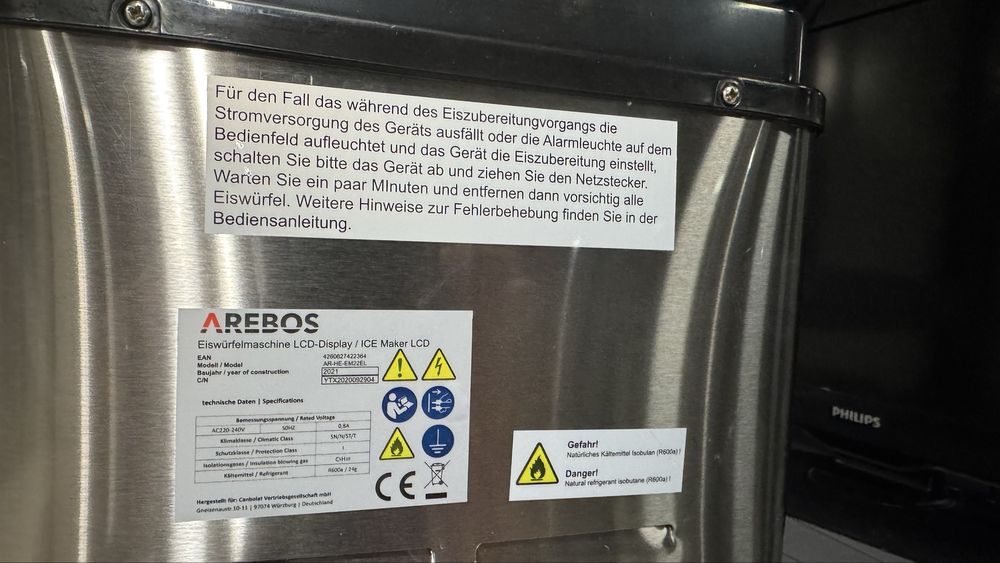 Für den Fall das während des Eiszubereitungvorgangs die
Stromversorgung des Geräts ausfällt oder die Alarmleuchte auf dem
Bedienfeld aufleuchtet und das Gerät die Eiszubereitung einstellt,
schalten Sie bitte das Gerät ab und ziehen Sie den Netzstecker.
Warten Sie ein paar MInuten und entfernen dann vorsichtig alle
Eiswürfel. Weitere Hinweise zur Fehlerbehebung finden Sie in der
Bediensanleitung.
AREBOS
Eiswürfelmaschine LCD-Display / ICE Maker LCD
EAN 4260627422364
Modell / Model AR-HE-EM22EL
Baujahr / year of construction 2021
C/N YTX2020092904
technische Daten | Specifications
Bemessungsspannung / Rated Voltage
AC220-240V 50HZ 0,6A
Klimaklasse / Climatic Class SN/N/ST/T
Schutzklasse / Protection Class I
Isolationsgass / Insulation blowing gas C₅H₁₀
Kältemittel / Refrigerant R600a / 24g
Hergestellt für: Canbolat Vertriebsgesellschaft mbH
Gneisenaustr.10-11 | 97074 Würzburg | Deutschland
CE
Gefahr!
Natürliches Kältemittel Isobutan (R600a) !
Danger!
Natural refrigerant isobutane (R600a) !
PHILIPS